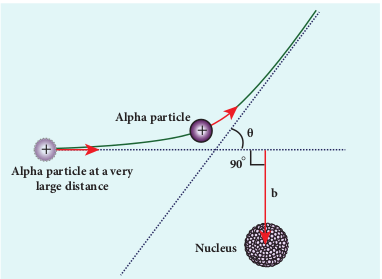 Alpha particle
+
θ
+
90°
Alpha particle at a very
large distance
b
Nucleus